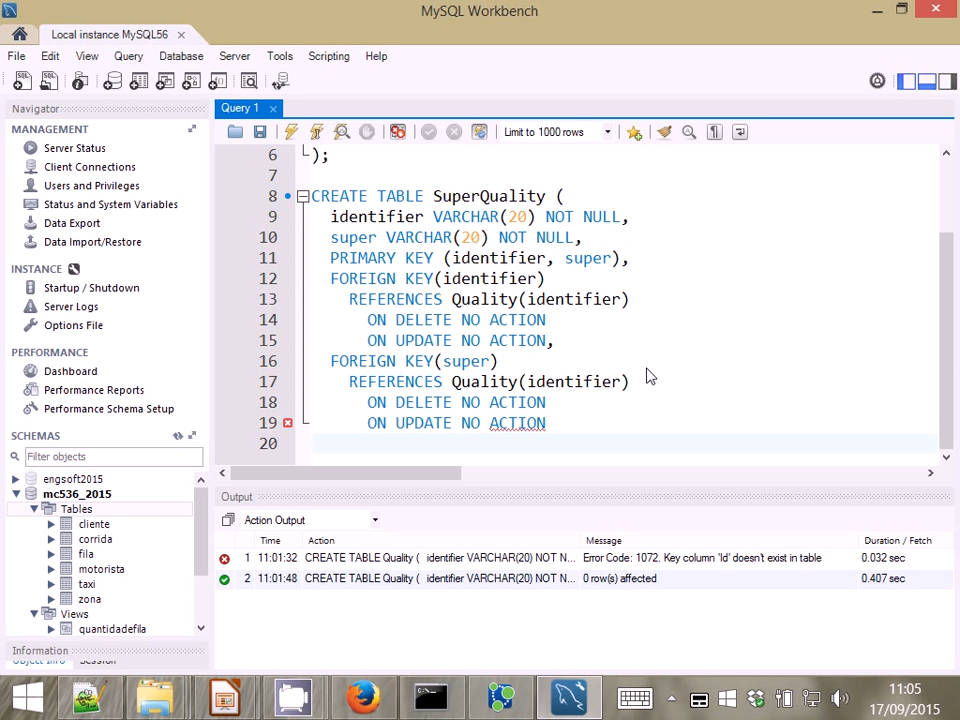 MySQL Workbench
Local instance MySQL56
File Edit View Query Database Server Tools Scripting Help
Navigator
MANAGEMENT
Server Status
Client Connections
Users and Privileges
Status and System Variables
Data Export
Data Import/Restore
INSTANCE
Startup / Shutdown
Server Logs
Options File
PERFORMANCE
Dashboard
Performance Reports
Performance Schema Setup
SCHEMAS
Filter objects
engsoft2015
mc536_2015
Tables
cliente
corrida
fila
motorista
taxi
zona
Views
quantidadefila
Information
Object Info Session
Query 1
Limit to 1000 rows
6 );
7
8 CREATE TABLE SuperQuality (
9 identifier VARCHAR(20) NOT NULL,
10 super VARCHAR(20) NOT NULL,
11 PRIMARY KEY (identifier, super),
12 FOREIGN KEY(identifier)
13 REFERENCES Quality(identifier)
14 ON DELETE NO ACTION
15 ON UPDATE NO ACTION,
16 FOREIGN KEY(super)
17 REFERENCES Quality(identifier)
18 ON DELETE NO ACTION
19 ON UPDATE NO ACTION
20
Output
Action Output
Time Action Message Duration / Fetch
1 11:01:32 CREATE TABLE Quality ( identifier VARCHAR(20) NOT N... Error Code: 1072. Key column 'Id' doesn't exist in table 0.032 sec
2 11:01:48 CREATE TABLE Quality ( identifier VARCHAR(20) NOT N... 0 row(s) affected 0.407 sec
11:05
17/09/2015